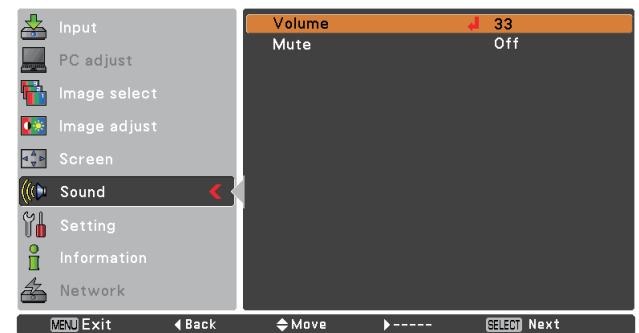 Input
PC adjust
Image select
Image adjust
Screen
Sound
Setting
Information
Network
Volume 33
Mute Off
MENU Exit Back Move ----- SELECT Next